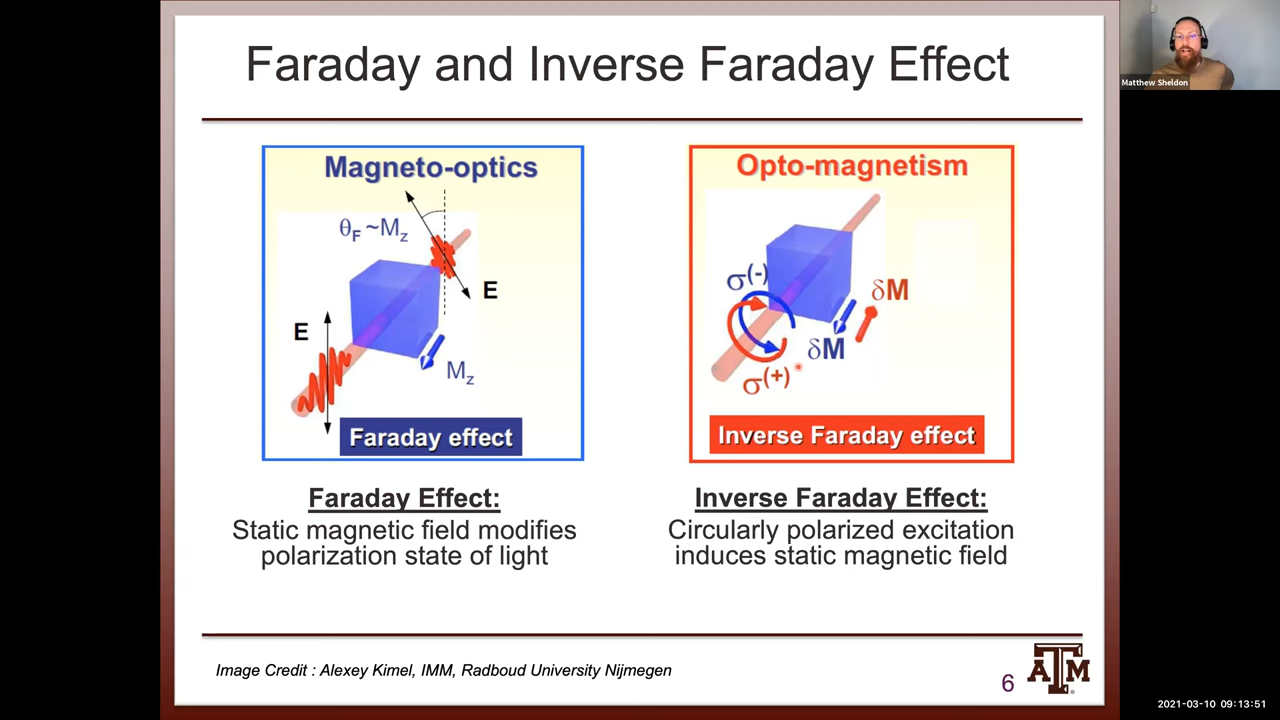 Faraday and Inverse Faraday Effect
Matthew Sheldon
Magneto-optics
θF ~Mz
E
E
Mz
Faraday effect
Opto-magnetism
σ(-)
δM
δM
σ(+)
Inverse Faraday effect
Faraday Effect:
Static magnetic field modifies
polarization state of light
Inverse Faraday Effect:
Circularly polarized excitation
induces static magnetic field
Image Credit : Alexey Kimel, IMM, Radboud University Nijmegen
6
ATM
2021-03-10 09:13:51